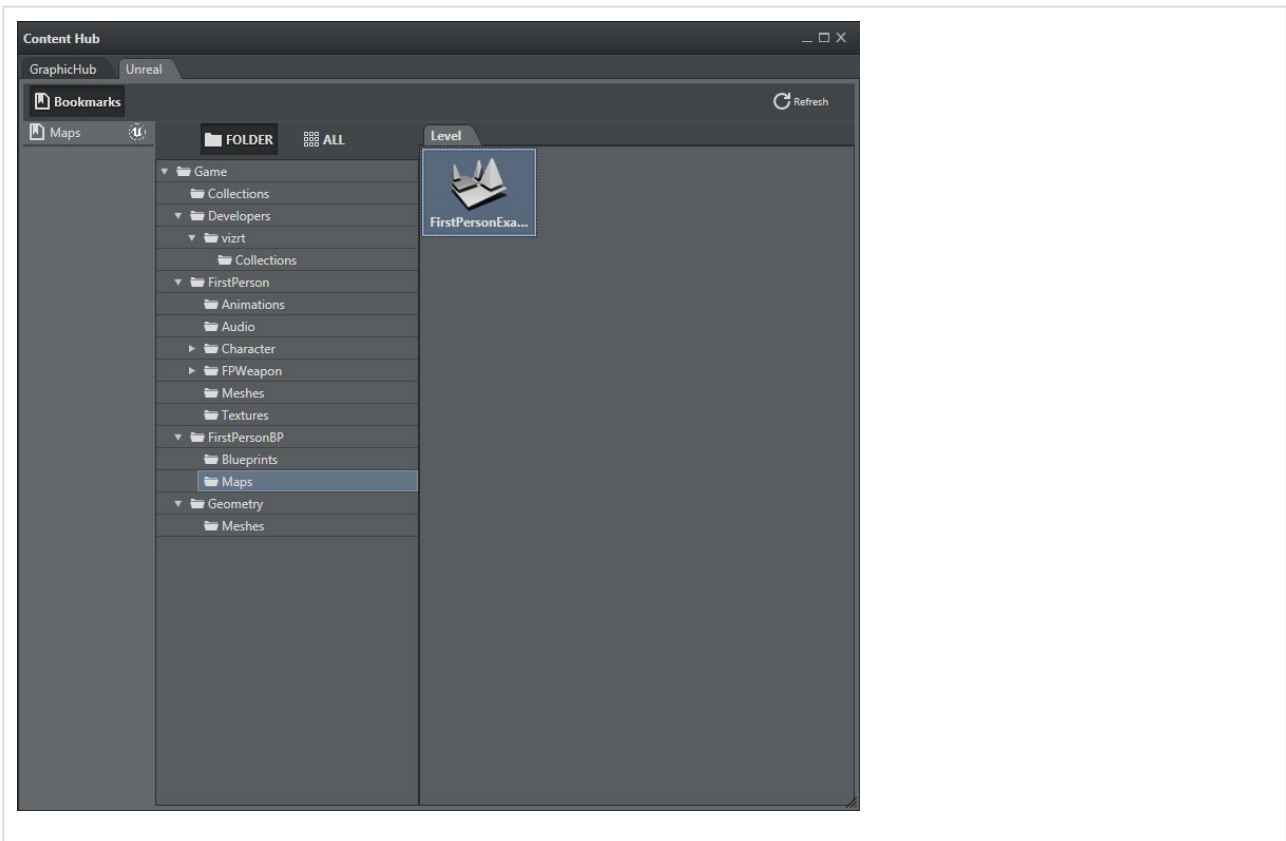 Content Hub
GraphicHub Unreal
Bookmarks Refresh
Maps
FOLDER ALL
Game
Collections
Developers
vizrt
Collections
FirstPerson
Animations
Audio
Character
FPWeapon
Meshes
Textures
FirstPersonBP
Blueprints
Maps
Geometry
Meshes
Level
FirstPersonExa...